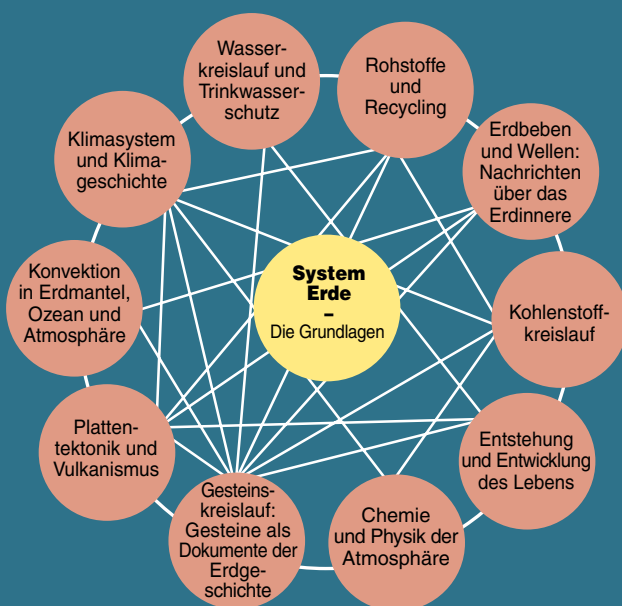 Wasser-
kreislauf und
Trinkwasser-
schutz
Rohstoffe
und
Recycling
Klimasystem
und Klima-
geschichte
Erdbeben
und Wellen:
Nachrichten
über das
Erdinnere
Konvektion
in Erdmantel,
Ozean und
Atmosphäre
System
Erde
–
Die Grundlagen
Kohlenstoff-
kreislauf
Platten-
tektonik und
Vulkanismus
Entstehung
und Entwicklung
des Lebens
Gesteins-
kreislauf:
Gesteine als
Dokumente der
Erdge-
schichte
Chemie
und Physik der
Atmosphäre